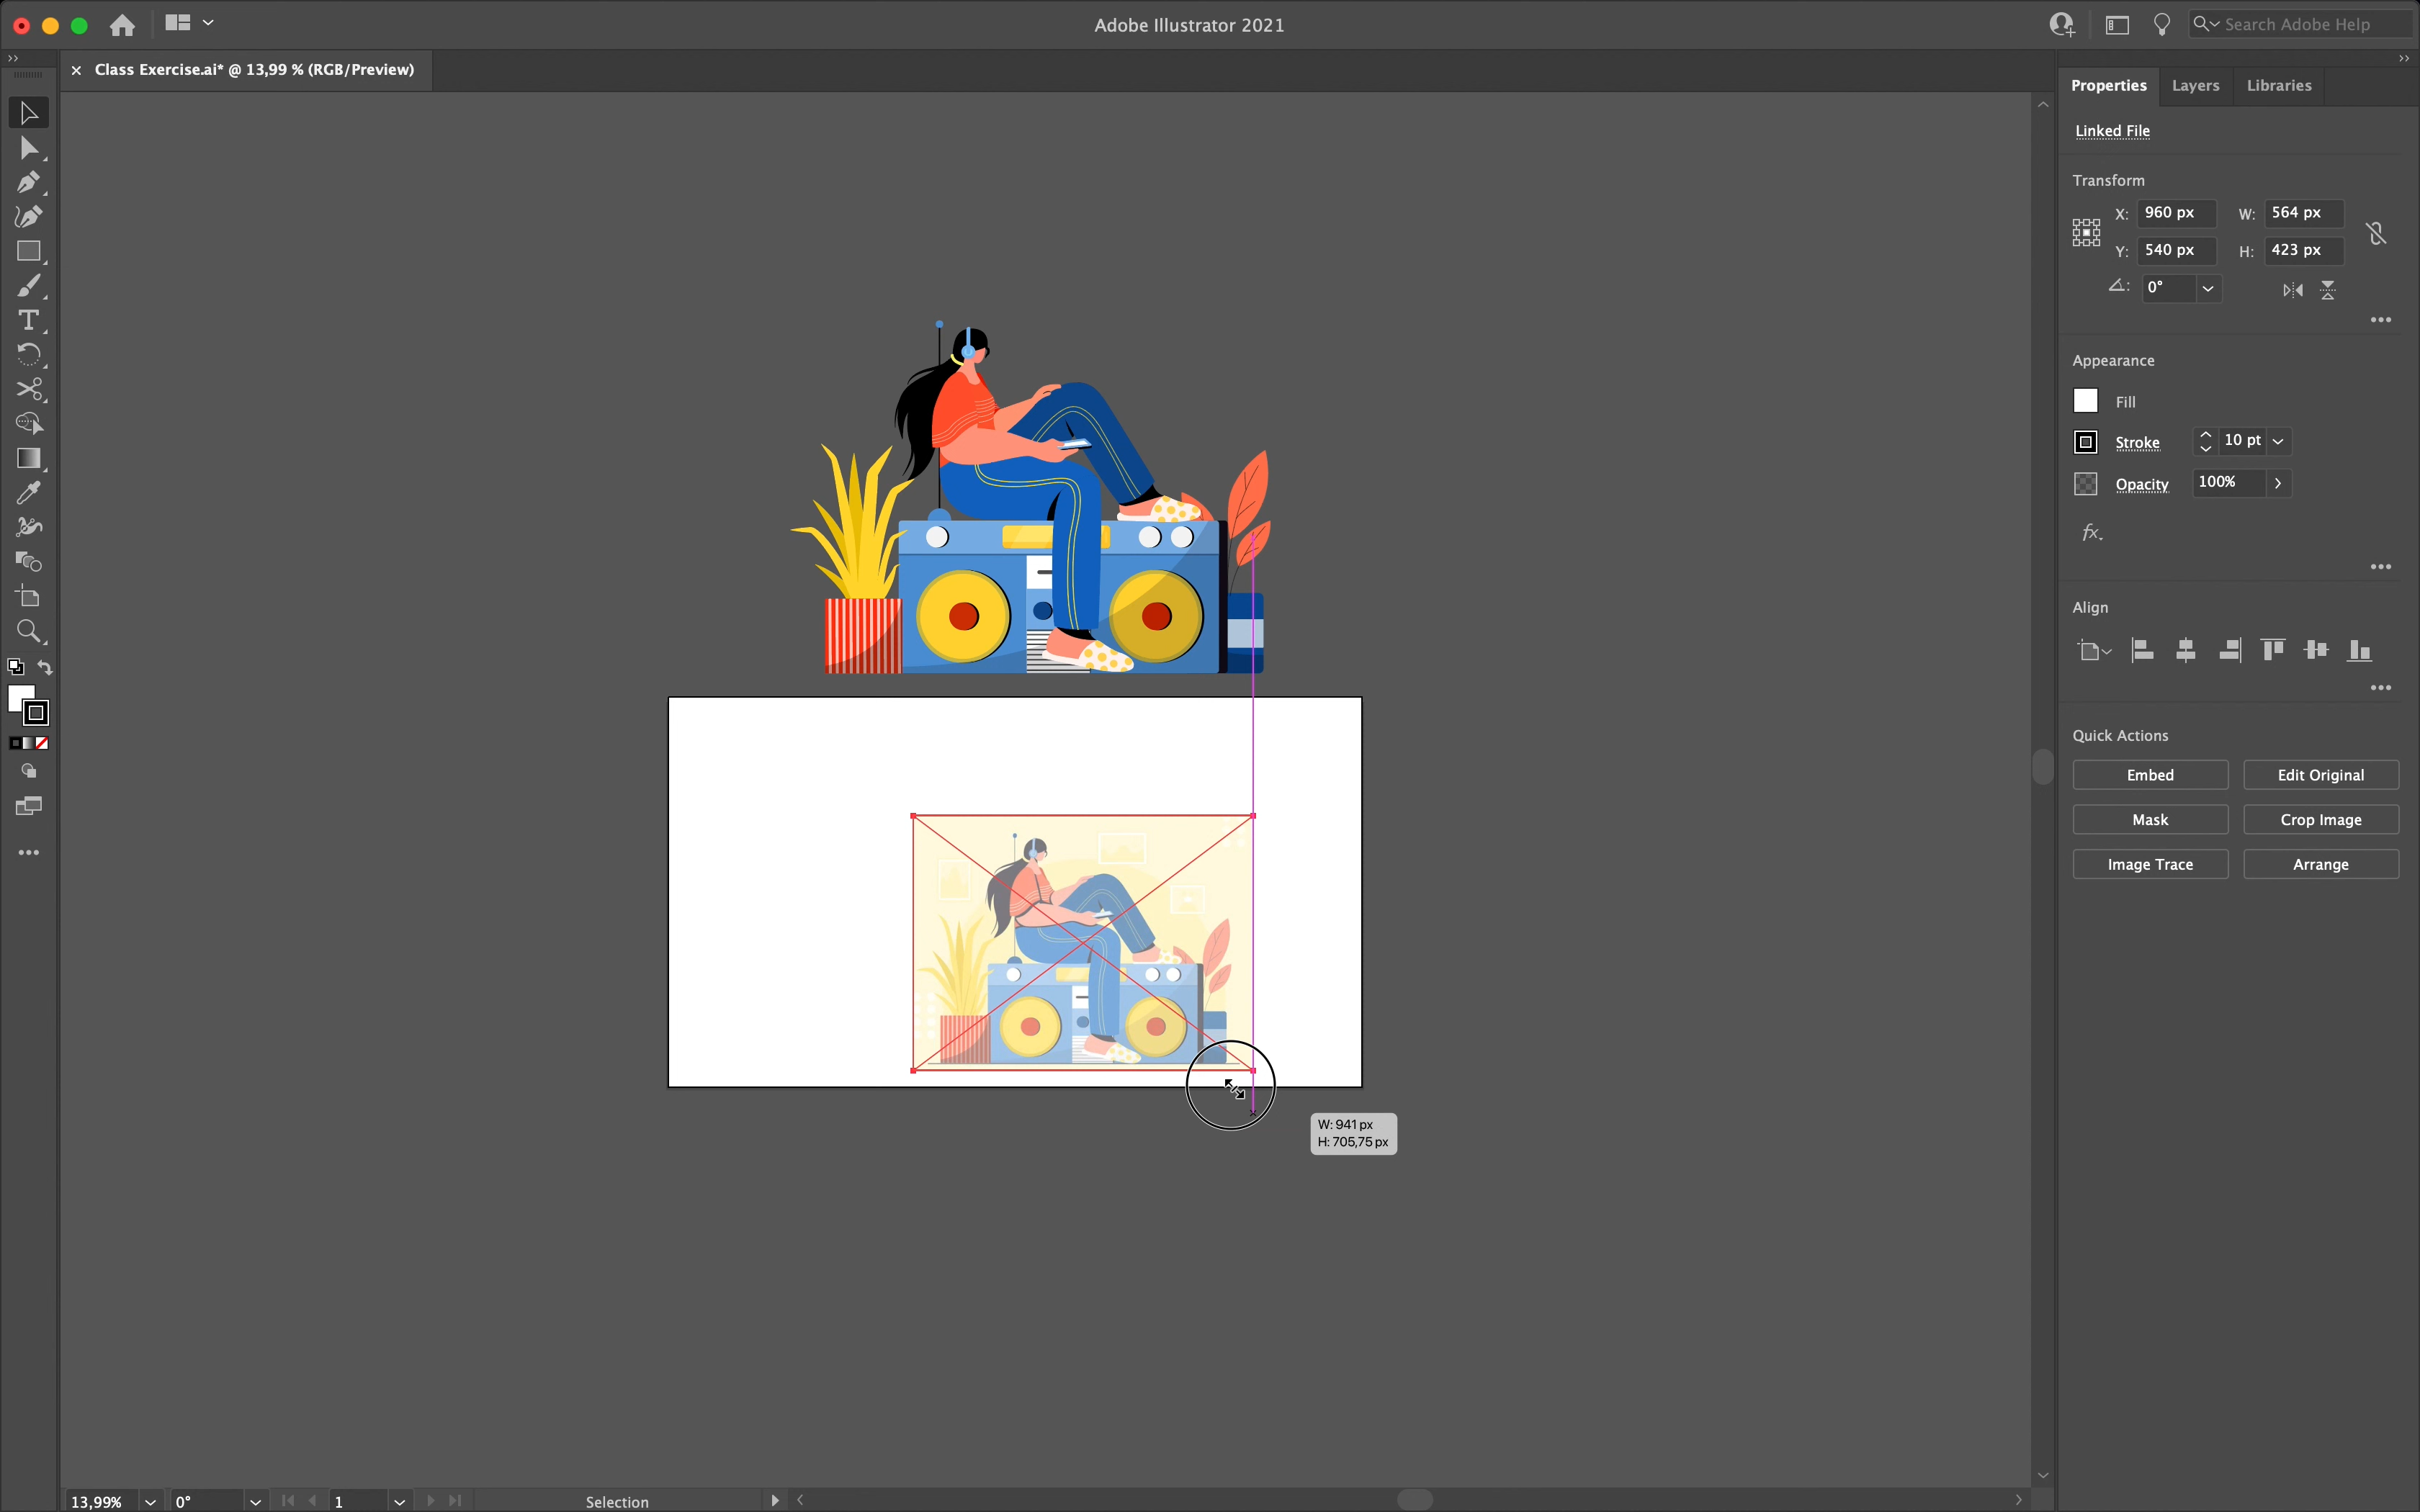 Adobe Illustrator 2021
Search Adobe Help
Class Exercise.ai* @ 13,99 % (RGB/Preview)
Properties
Layers
Libraries
Linked File
Transform
X: 960 px W: 564 px
Y: 540 px H: 423 px
0°
Appearance
Fill
Stroke 10 pt
Opacity 100%
fx
Align
Quick Actions
Embed
Edit Original
Mask
Crop Image
Image Trace
Arrange
W: 941 px
H: 705,75 px
13,99% 0° 1 Selection